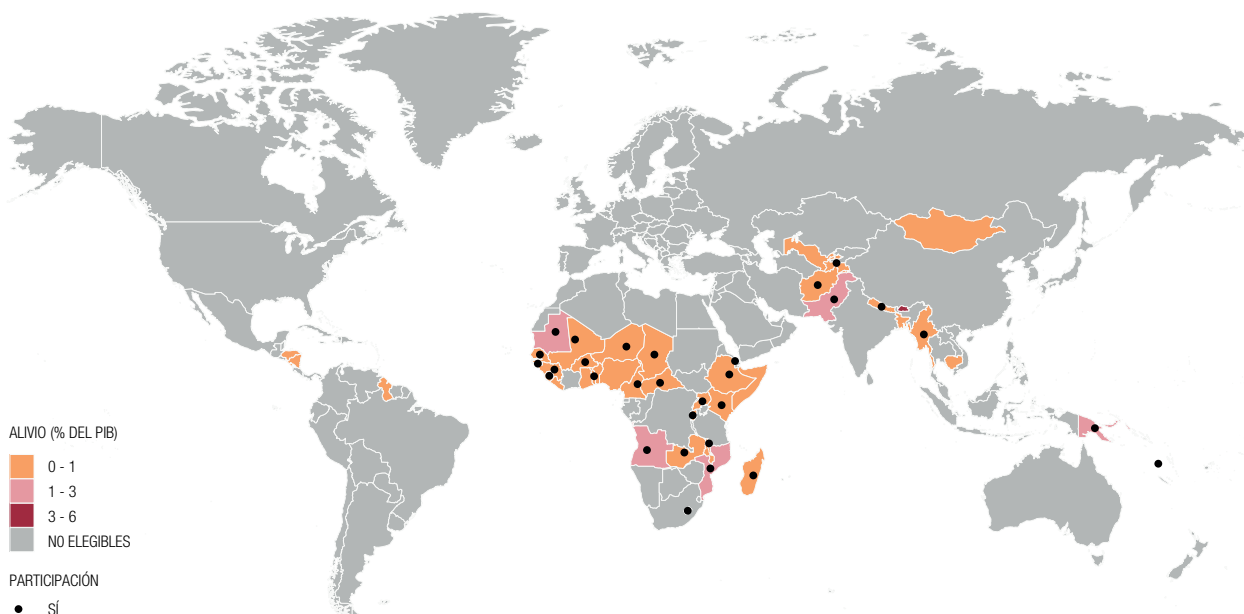 ALIVIO (% DEL PIB)
0 - 1
1 - 3
3 - 6
NO ELEGIBLES
PARTICIPACIÓN
SÍ